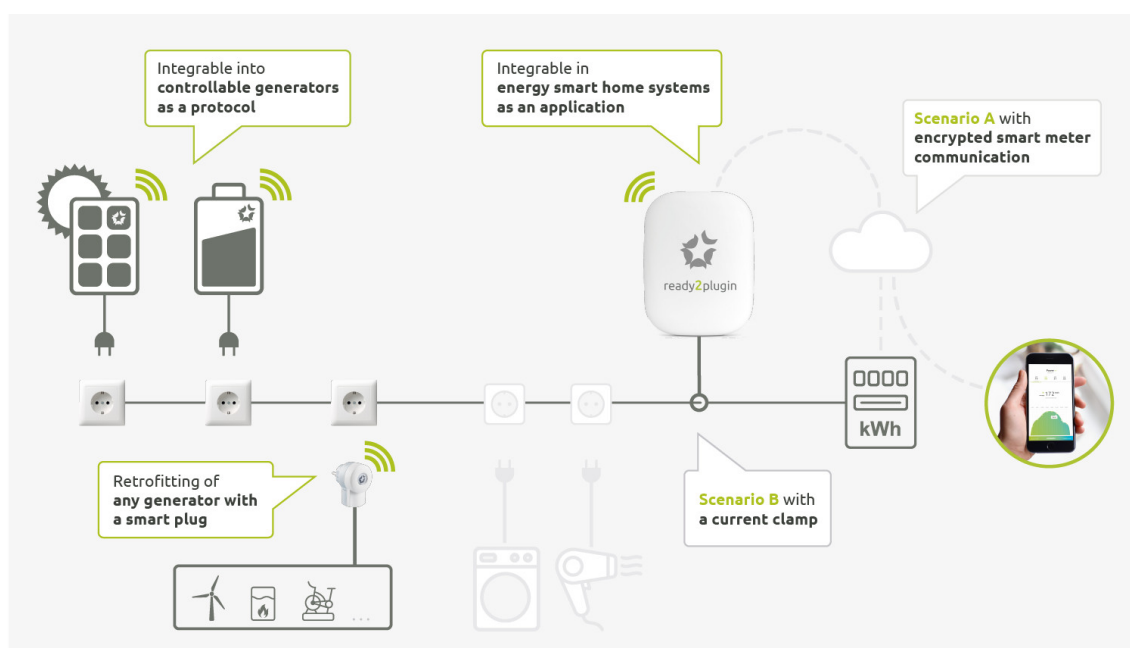 Integrable into
controllable generators
as a protocol
Integrable in
energy smart home systems
as an application
Scenario A with
encrypted smart meter
communication
ready2plugin
kWh
Retrofitting of
any generator with
a smart plug
Scenario B with
a current clamp
...